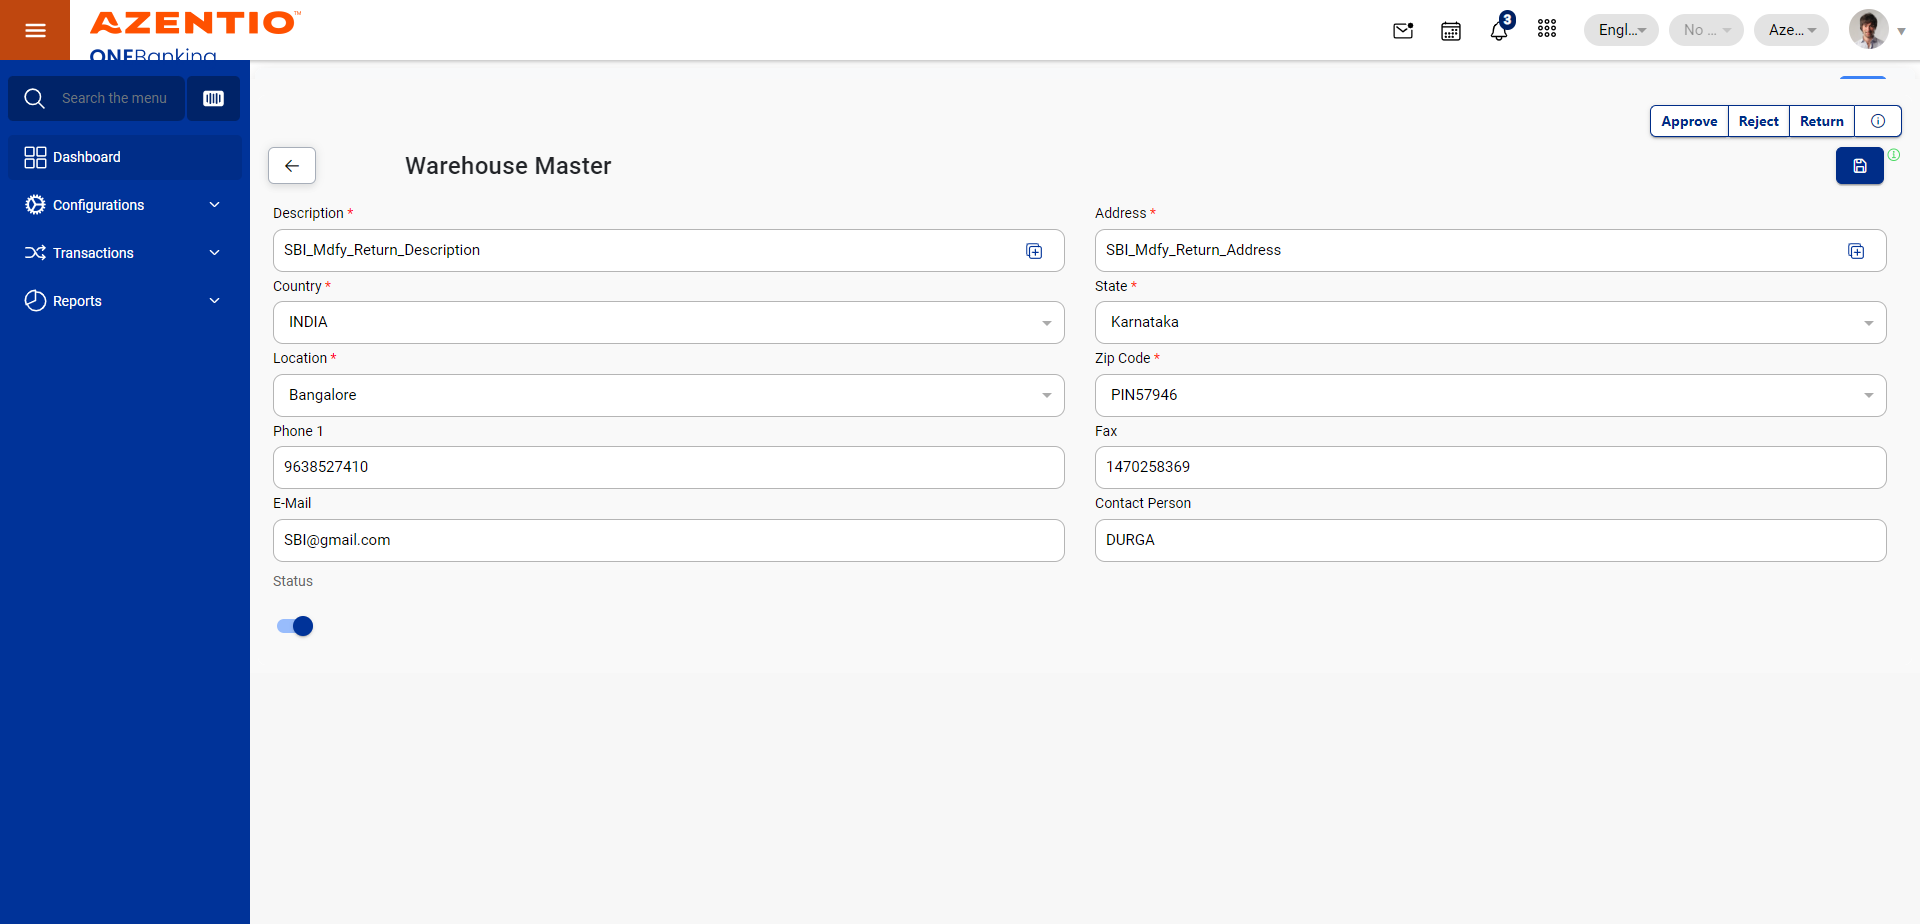 AZENTIO™
ONEBanking
3
Engl...
No ...
Aze...
Search the menu
Dashboard
Configurations
Transactions
Reports
Approve
Reject
Return
Warehouse Master
Description *
Address *
SBI_Mdfy_Return_Description
SBI_Mdfy_Return_Address
Country *
State *
INDIA
Karnataka
Location *
Zip Code *
Bangalore
PIN57946
Phone 1
Fax
9638527410
1470258369
E-Mail
Contact Person
SBI@gmail.com
DURGA
Status